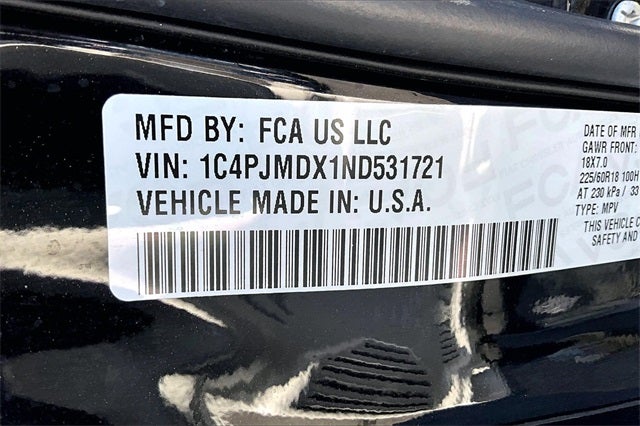 MFD BY: FCA US LLC
VIN: 1C4PJMDX1ND531721
VEHICLE MADE IN: U.S.A.
DATE OF MFR
GAWR FRONT:
18X7.0
225/60R18 100H
AT 230 kPa / 33
TYPE: MPV
THIS VEHICLE C
SAFETY AND